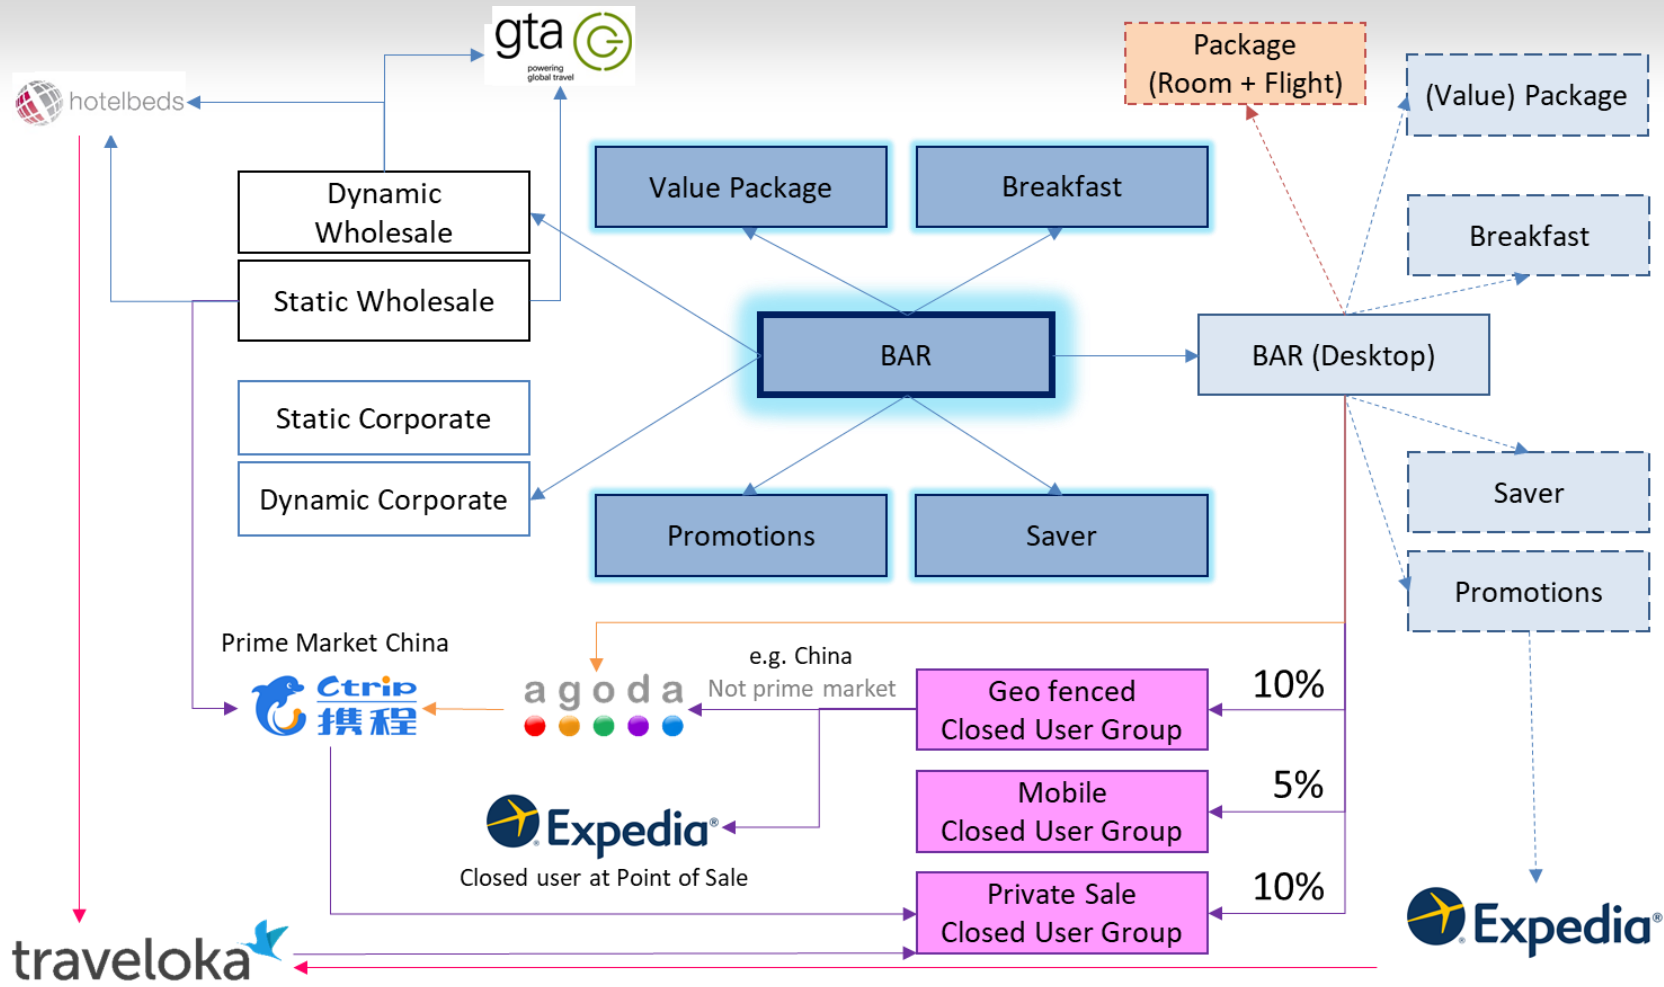 gta
powering
global travel
hotelbeds
Package
(Room + Flight)
(Value) Package
Dynamic
Wholesale
Value Package
Breakfast
Breakfast
Static Wholesale
BAR
BAR (Desktop)
Static Corporate
Dynamic Corporate
Promotions
Saver
Saver
Promotions
Prime Market China
Ctrip
携程
agoda
e.g. China
Not prime market
Geo fenced
Closed User Group
10%
Mobile
Closed User Group
5%
Expedia®
Closed user at Point of Sale
Private Sale
Closed User Group
10%
traveloka
Expedia®